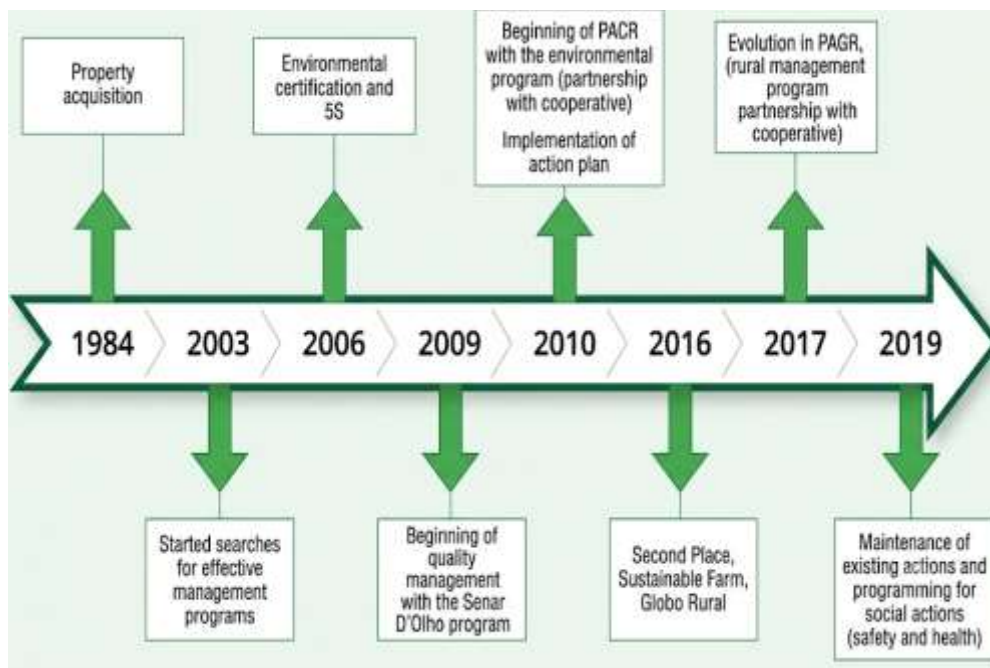 Property
acquisition
Environmental
certification and
5S
Beginning of PACR
with the environmental
program (partnership
with cooperative)
Implementation of
action plan
Evolution in PAGR,
(rural management
program
partnership with
cooperative)
1984
2003
2006
2009
2010
2016
2017
2019
Started searches
for effective
management
programs
Beginning of
quality
management
with the Senar
D'Olho program
Second Place,
Sustainable Farm,
Globo Rural
Maintenance of
existing actions and
programming for
social actions
(safety and health)